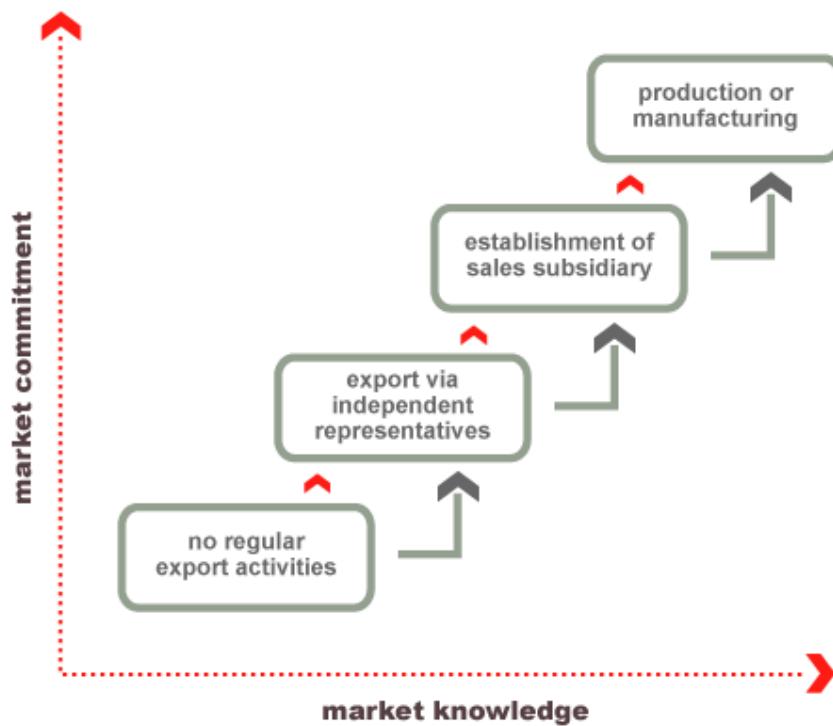 production or
manufacturing
establishment of
sales subsidiary
export via
independent
representatives
no regular
export activities
market commitment
market knowledge